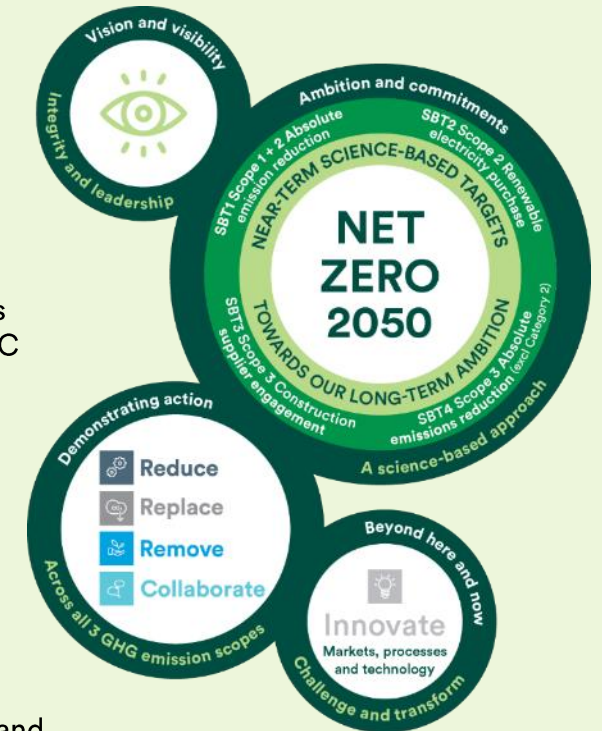 Vision and visibility
Integrity and leadership
Ambition and commitments
SBT1 Scope 1 + 2 Absolute
emission reduction
SBT2 Scope 2 Renewable
electricity purchase
NEAR-TERM SCIENCE-BASED TARGETS
NET
ZERO
2050
TOWARDS OUR LONG-TERM AMBITION
SBT3 Scope 3 Construction
supplier engagement
SBT4 Scope 3 Absolute
emissions reduction (excl Category 2)
A science-based approach
s
C
Demonstrating action
Reduce
Replace
Remove
Collaborate
Across all 3 GHG emission scopes
Beyond here and now
Innovate
Markets, processes
and technology
Challenge and transform
and